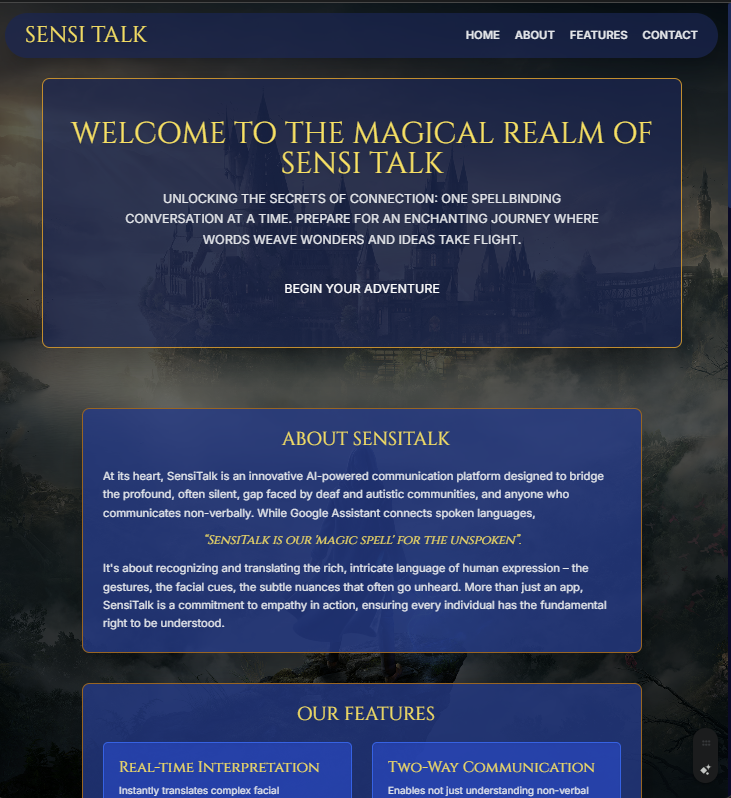 SENSI TALK
HOME ABOUT FEATURES CONTACT
WELCOME TO THE MAGICAL REALM OF
SENSI TALK
UNLOCKING THE SECRETS OF CONNECTION: ONE SPELLBINDING
CONVERSATION AT A TIME. PREPARE FOR AN ENCHANTING JOURNEY WHERE
WORDS WEAVE WONDERS AND IDEAS TAKE FLIGHT.
BEGIN YOUR ADVENTURE
ABOUT SENSITALK
At its heart, SensiTalk is an innovative AI-powered communication platform designed to bridge
the profound, often silent, gap faced by deaf and autistic communities, and anyone who
communicates non-verbally. While Google Assistant connects spoken languages,
“SensiTalk is our ‘magic spell’ for the unspoken”.
It's about recognizing and translating the rich, intricate language of human expression – the
gestures, the facial cues, the subtle nuances that often go unheard. More than just an app,
SensiTalk is a commitment to empathy in action, ensuring every individual has the fundamental
right to be understood.
OUR FEATURES
Real-time Interpretation
Instantly translates complex facial
Two-Way Communication
Enables not just understanding non-verbal